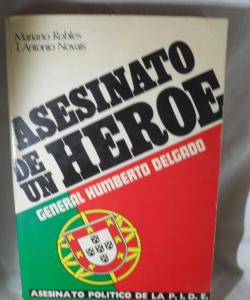 Mariano Robles
J. Antonio Novais
ASESINATO
DE
UN
HEROE
GENERAL HUMBERTO DELGADO
ASESINATO POLITICO DE LA P.I.D.E.